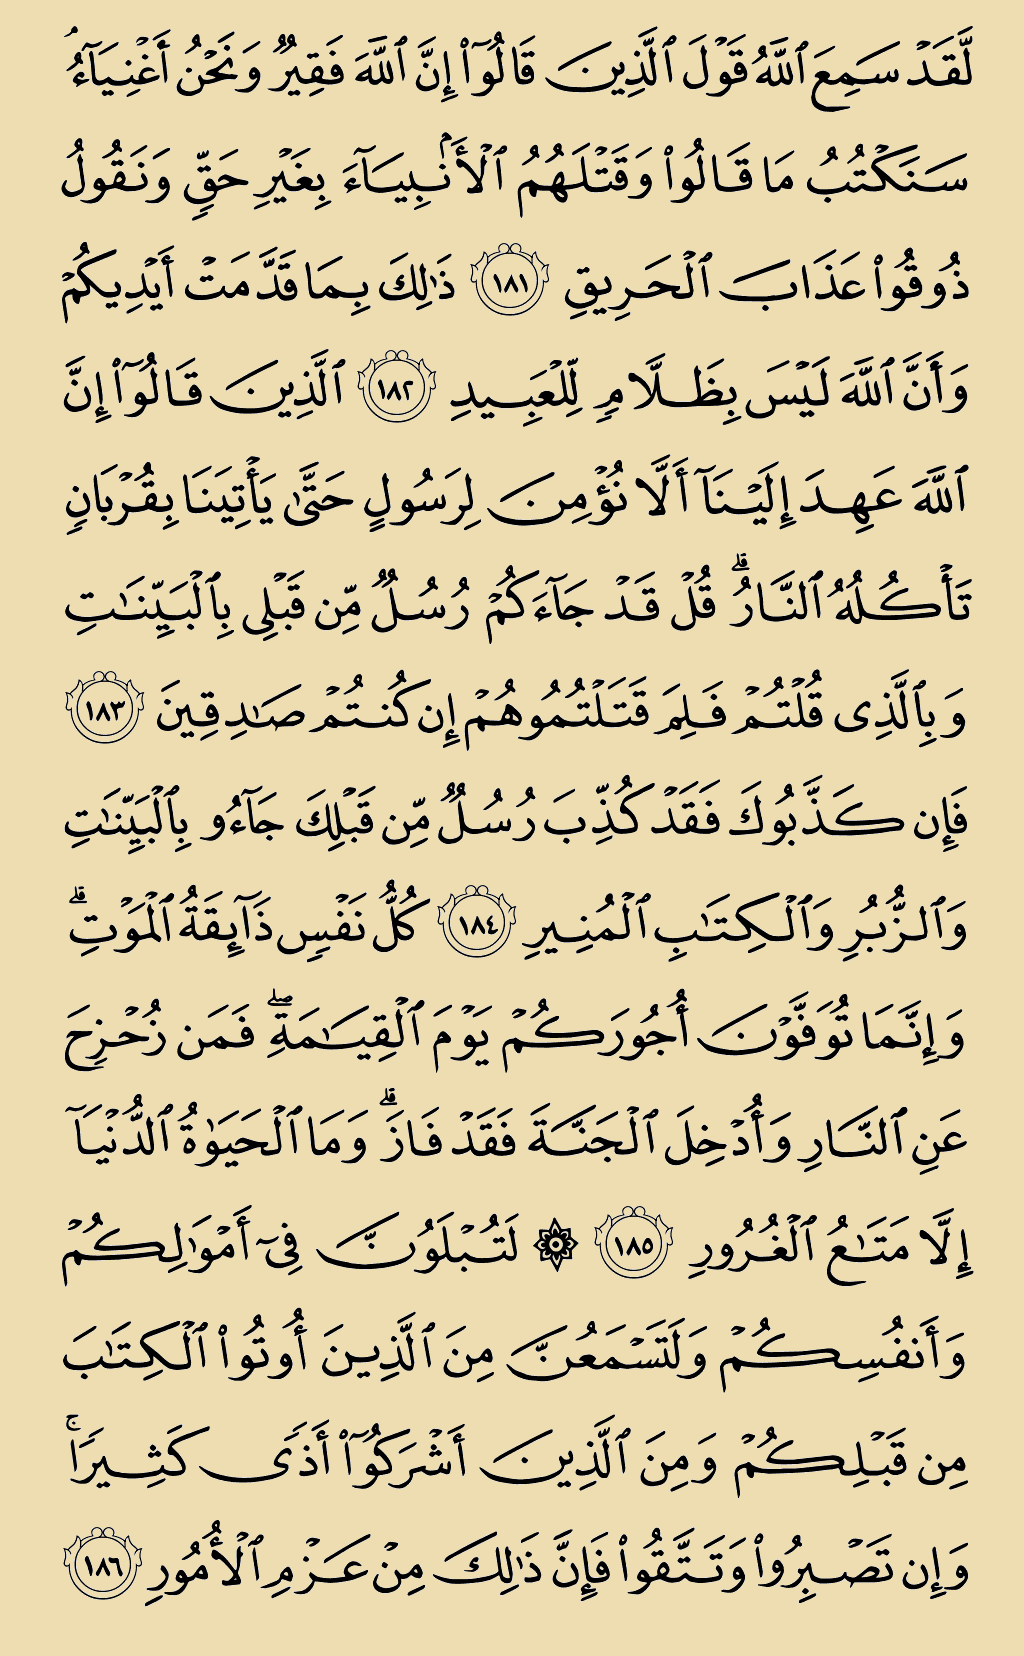 لَّقَدۡ سَمِعَ ٱللَّهُ قَوۡلَ ٱلَّذِينَ قَالُوٓاْ إِنَّ ٱللَّهَ فَقِيرٞ وَنَحۡنُ أَغۡنِيَآءُۘ
سَنَكۡتُبُ مَا قَالُواْ وَقَتۡلَهُمُ ٱلۡأَنۢبِيَآءَ بِغَيۡرِ حَقّٖ وَنَقُولُ
ذُوقُواْ عَذَابَ ٱلۡحَرِيقِ ١٨١ ذَٰلِكَ بِمَا قَدَّمَتۡ أَيۡدِيكُمۡ
وَأَنَّ ٱللَّهَ لَيۡسَ بِظَلَّامٖ لِّلۡعَبِيدِ ١٨٢ ٱلَّذِينَ قَالُوٓاْ إِنَّ
ٱللَّهَ عَهِدَ إِلَيۡنَآ أَلَّا نُؤۡمِنَ لِرَسُولٍ حَتَّىٰ يَأۡتِيَنَا بِقُرۡبَانٖ
تَأۡكُلُهُ ٱلنَّارُۗ قُلۡ قَدۡ جَآءَكُمۡ رُسُلٞ مِّن قَبۡلِي بِٱلۡبَيِّنَٰتِ
وَبِٱلَّذِي قُلۡتُمۡ فَلِمَ قَتَلۡتُمُوهُمۡ إِن كُنتُمۡ صَٰدِقِينَ ١٨٣
فَإِن كَذَّبُوكَ فَقَدۡ كُذِّبَ رُسُلٞ مِّن قَبۡلِكَ جَآءُو بِٱلۡبَيِّنَٰتِ
وَٱلزُّبُرِ وَٱلۡكِتَٰبِ ٱلۡمُنِيرِ ١٨٤ كُلُّ نَفۡسٖ ذَآئِقَةُ ٱلۡمَوۡتِۗ
وَإِنَّمَا تُوَفَّوۡنَ أُجُورَكُمۡ يَوۡمَ ٱلۡقِيَٰمَةِۖ فَمَن زُحۡزِحَ
عَنِ ٱلنَّارِ وَأُدۡخِلَ ٱلۡجَنَّةَ فَقَدۡ فَازَۗ وَمَا ٱلۡحَيَوٰةُ ٱلدُّنۡيَآ
إِلَّا مَتَٰعُ ٱلۡغُرُورِ ١٨٥ ۞ لَتُبۡلَوُنَّ فِيٓ أَمۡوَٰلِكُمۡ
وَأَنفُسِكُمۡ وَلَتَسۡمَعُنَّ مِنَ ٱلَّذِينَ أُوتُواْ ٱلۡكِتَٰبَ
مِن قَبۡلِكُمۡ وَمِنَ ٱلَّذِينَ أَشۡرَكُوٓاْ أَذٗى كَثِيرٗاۚ
وَإِن تَصۡبِرُواْ وَتَتَّقُواْ فَإِنَّ ذَٰلِكَ مِنۡ عَزۡمِ ٱلۡأُمُورِ ١٨٦